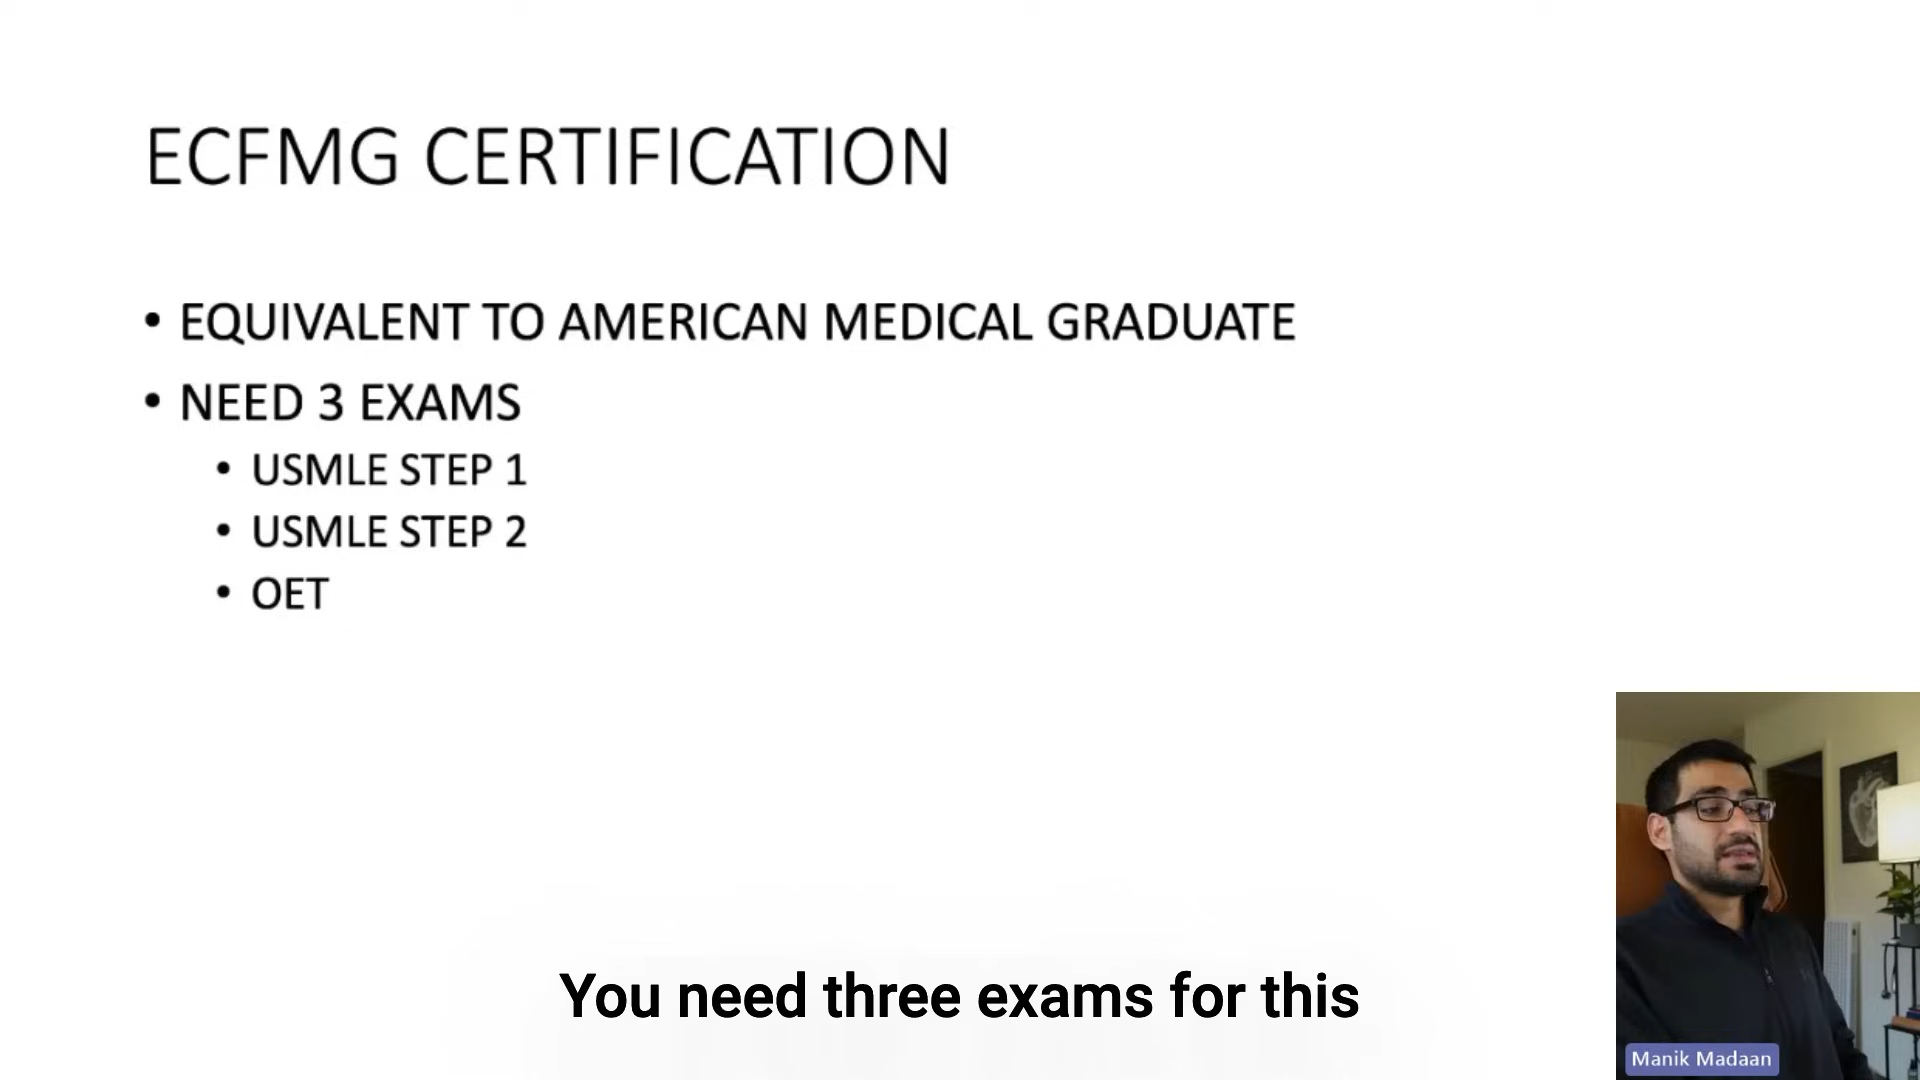 ECFMG CERTIFICATION
• EQUIVALENT TO AMERICAN MEDICAL GRADUATE
• NEED 3 EXAMS
• USMLE STEP 1
• USMLE STEP 2
• OET
You need three exams for this
Manik Madaan